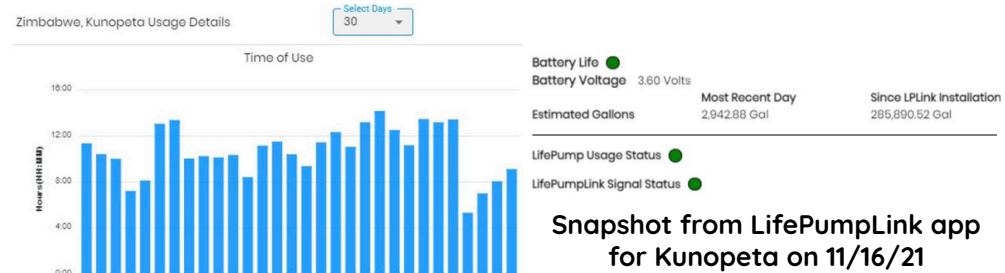 Zimbabwe, Kunopeta Usage Details
Select Days
30
Time of Use
16:00
12:00
8:00
4:00
0:00
Hours(HH:MM)
Battery Life
Battery Voltage 3.60 Volts
Most Recent Day Since LPLink Installation
Estimated Gallons 2,942.88 Gal 285,890.52 Gal
LifePump Usage Status
LifePumpLink Signal Status
Snapshot from LifePumpLink app
for Kunopeta on 11/16/21